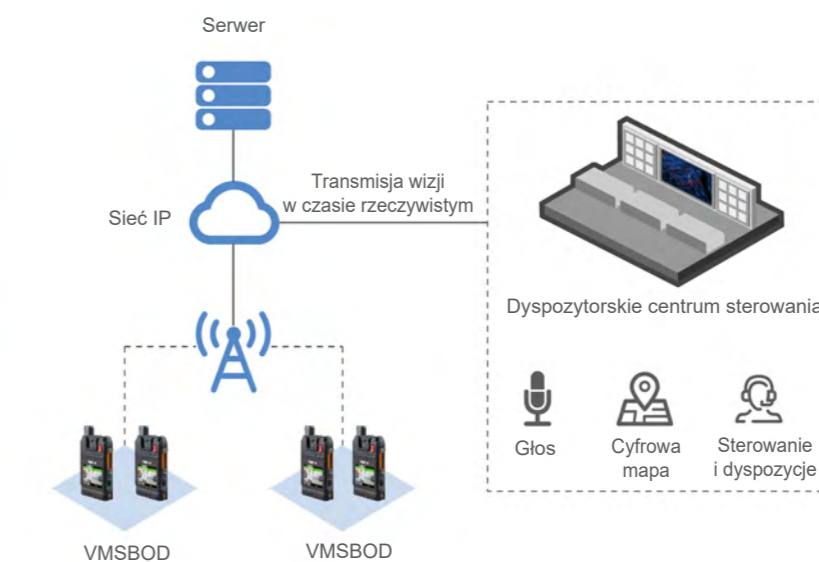 Serwer
Sieć IP
Transmisja wizji
w czasie rzeczywistym
Dyspozytorskie centrum sterowania
Głos
Cyfrowa
mapa
Sterowanie
i dyspozycje
VMSBOD
VMSBOD